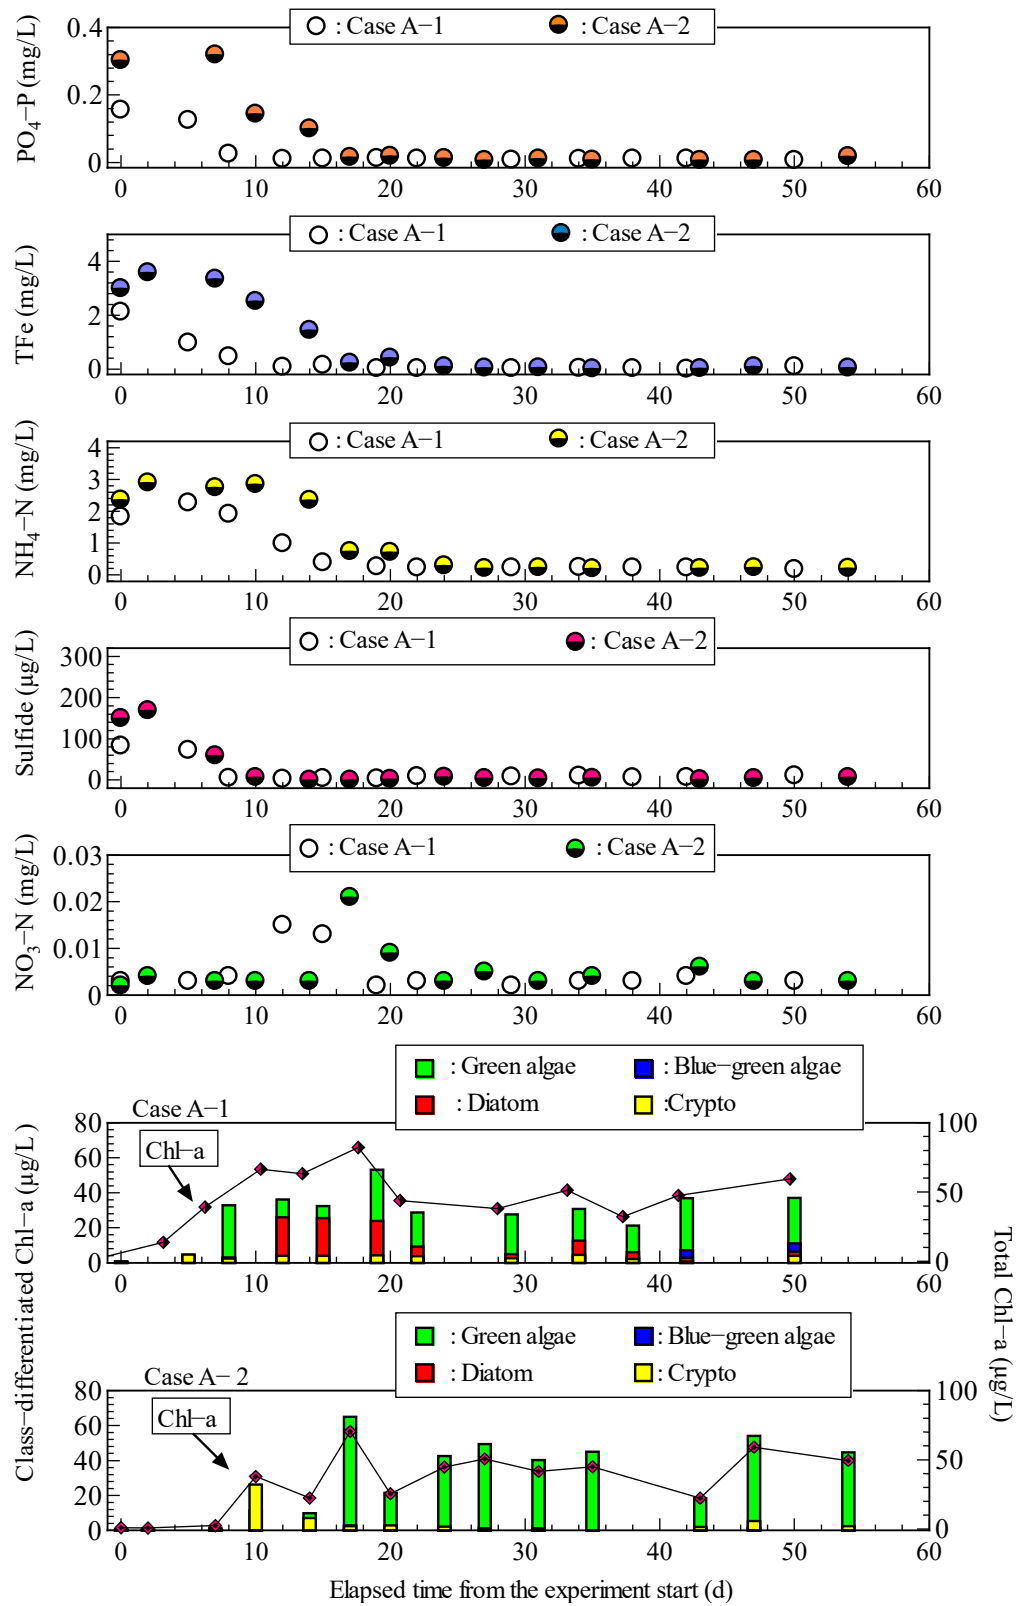 : Case A−1 : Case A−2
PO₄−P (mg/L)
0.4
0.2
0
0 10 20 30 40 50 60
: Case A−1 : Case A−2
TFe (mg/L)
4
2
0
0 10 20 30 40 50 60
: Case A−1 : Case A−2
NH₄−N (mg/L)
4
3
2
1
0
0 10 20 30 40 50 60
: Case A−1 : Case A−2
Sulfide (μg/L)
300
200
100
0
0 10 20 30 40 50 60
: Case A−1 : Case A−2
NO₃−N (mg/L)
0.03
0.02
0.01
0
0 10 20 30 40 50 60
: Green algae : Blue−green algae
: Diatom :Crypto
Case A−1
Chl−a
80
60
40
20
0
100
50
0
0 10 20 30 40 50 60
Class−differentiated Chl−a (μg/L )
Total Chl−a (μg/L)
: Green algae : Blue−green algae
: Diatom : Crypto
Case A− 2
Chl−a
80
60
40
20
0
100
50
0
0 10 20 30 40 50 60
Elapsed time from the experiment start (d)